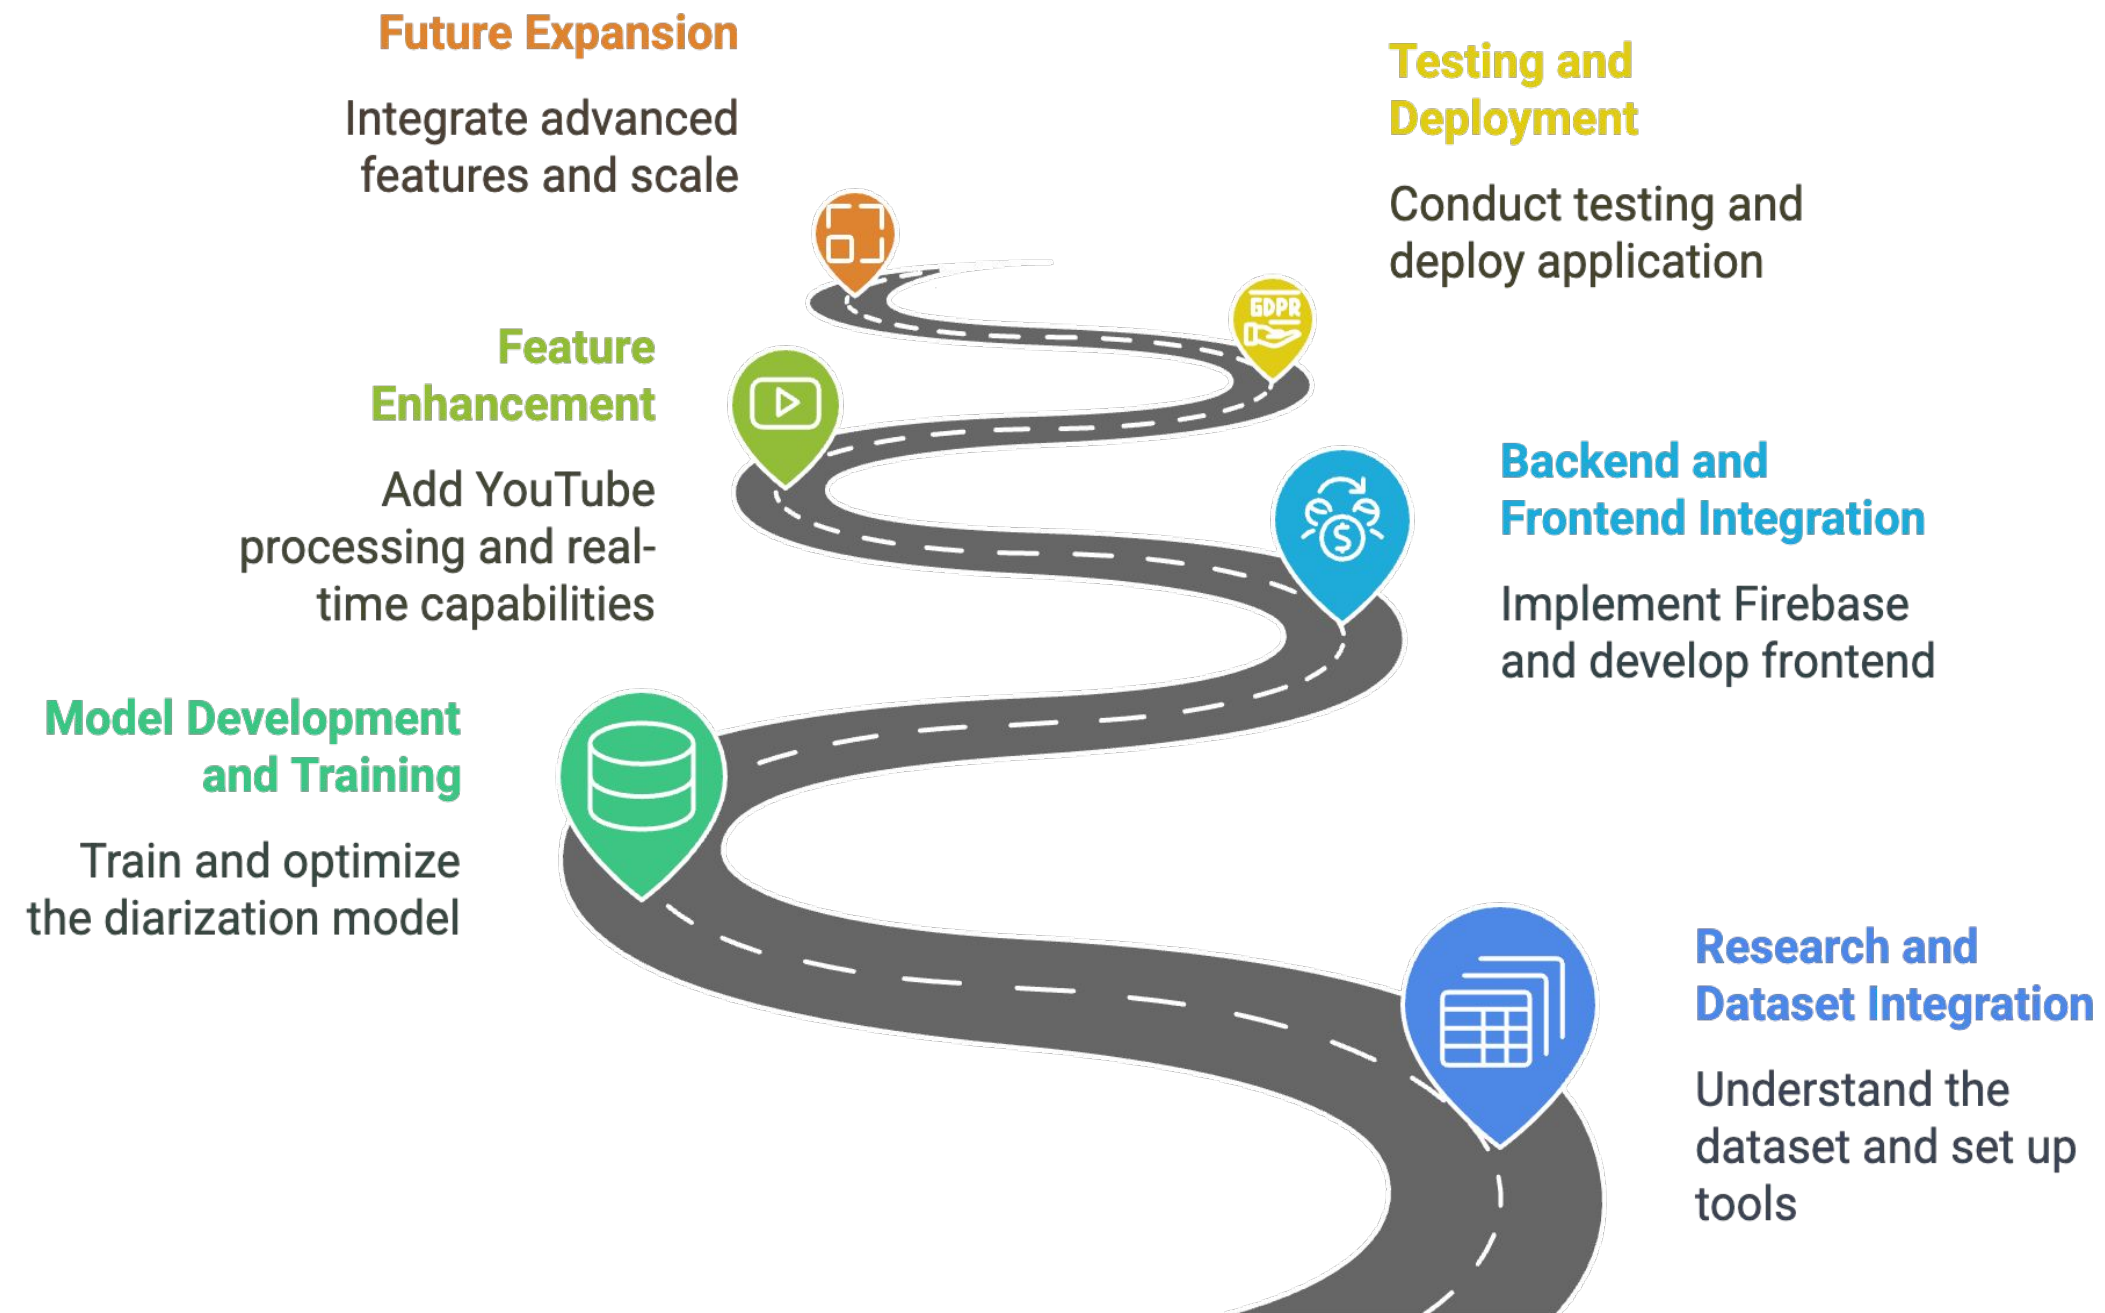 Future Expansion
Integrate advanced
features and scale
Testing and
Deployment
Conduct testing and
deploy application
GDPR
Feature
Enhancement
Add YouTube
processing and real-
time capabilities
Backend and
Frontend Integration
Implement Firebase
and develop frontend
$
Model Development
and Training
Train and optimize
the diarization model
Research and
Dataset Integration
Understand the
dataset and set up
tools